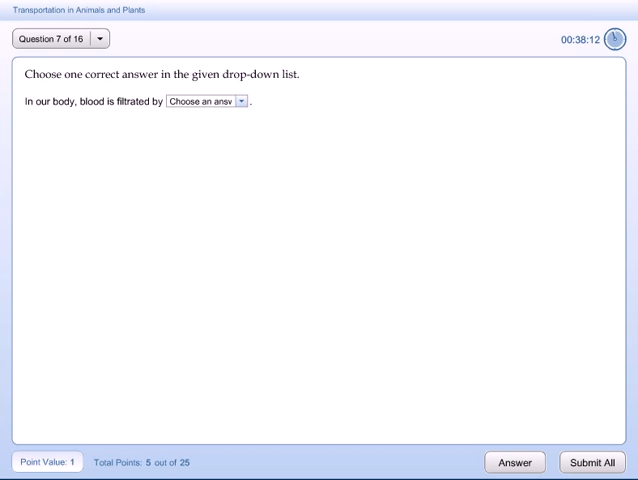 Transportation in Animals and Plants
Question 7 of 16
00:38:12
Choose one correct answer in the given drop-down list.
In our body, blood is filtrated by Choose an ansv .
Point Value: 1 Total Points: 5 out of 25 Answer Submit All